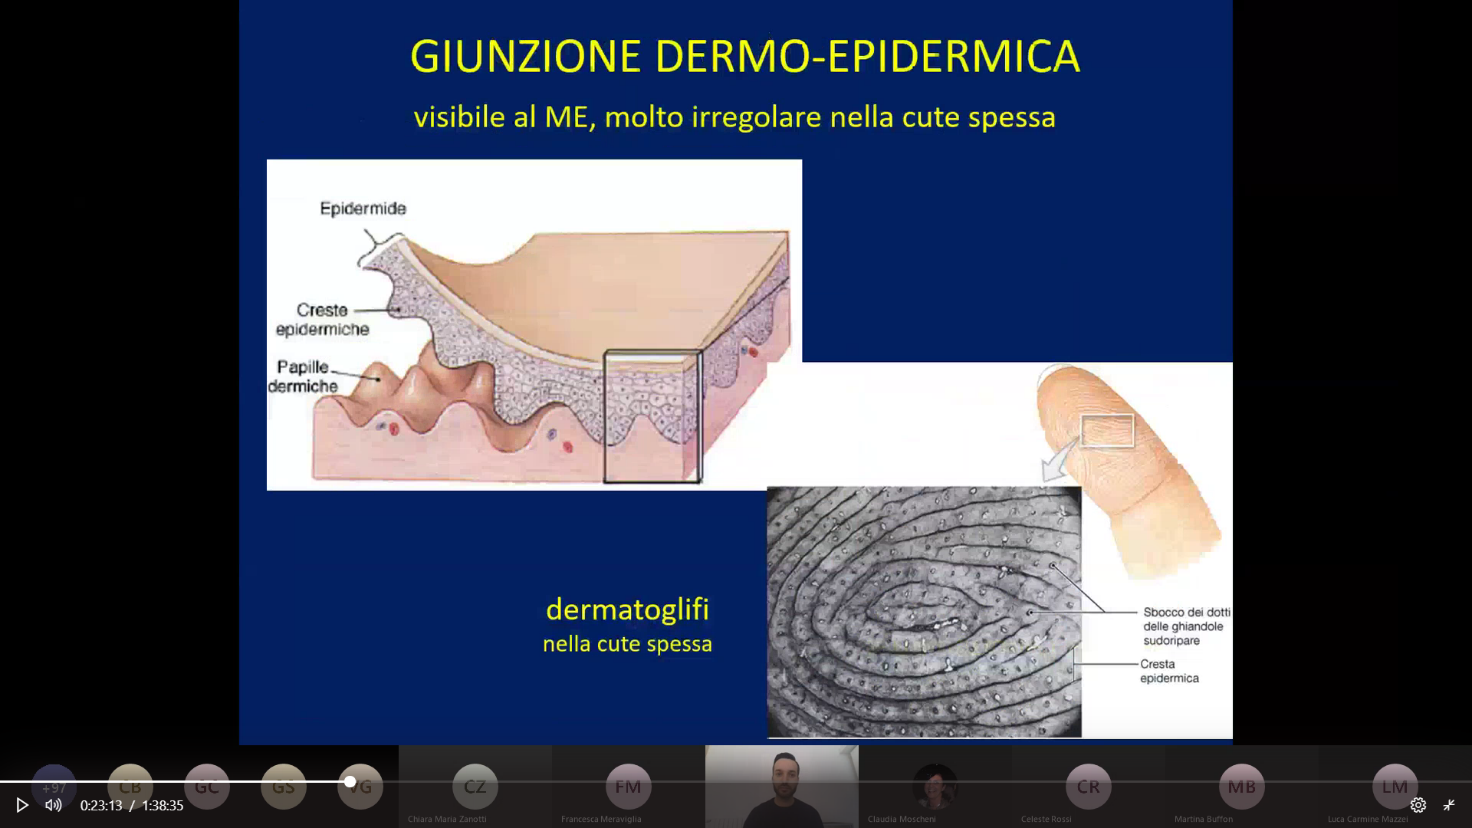 GIUNZIONE DERMO-EPIDERMICA
visibile al ME, molto irregolare nella cute spessa
Epidermide
Creste
epidermiche
Papille
dermiche
dermatoglifi
nella cute spessa
Sbocco dei dotti
delle ghiandole
sudoripare
Cresta
epidermica
+97
CB
GC
GS
VG
CZ
FM
CR
MB
LM
0:23:13 / 1:38:35
Chiara Maria Zanotti
Francesca Meraviglia
Claudia Moscheni
Celeste Rossi
Martina Buffon
Luca Carmine Mazzei